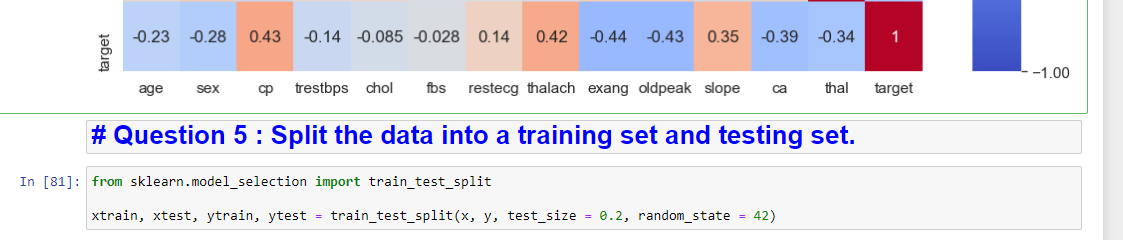 target
-0.23 -0.28 0.43 -0.14 -0.085 -0.028 0.14 0.42 -0.44 -0.43 0.35 -0.39 -0.34 1
−1.00
age sex cp trestbps chol fbs restecg thalach exang oldpeak slope ca thal target
# Question 5 : Split the data into a training set and testing set.
In [81]: from sklearn.model_selection import train_test_split
xtrain, xtest, ytrain, ytest = train_test_split(x, y, test_size = 0.2, random_state = 42)